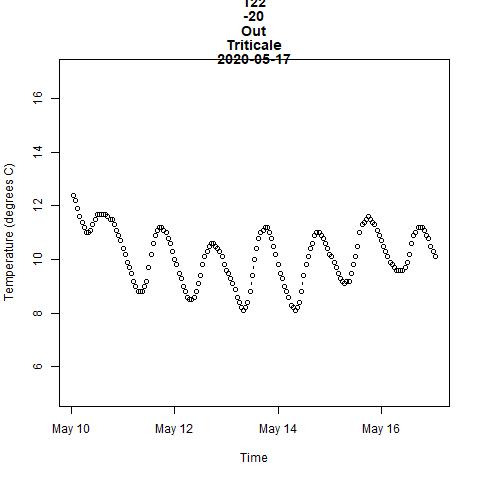 122
-20
Out
Triticale
2020-05-17
Temperature (degrees C)
16
14
12
10
8
6
May 10
May 12
May 14
May 16
Time